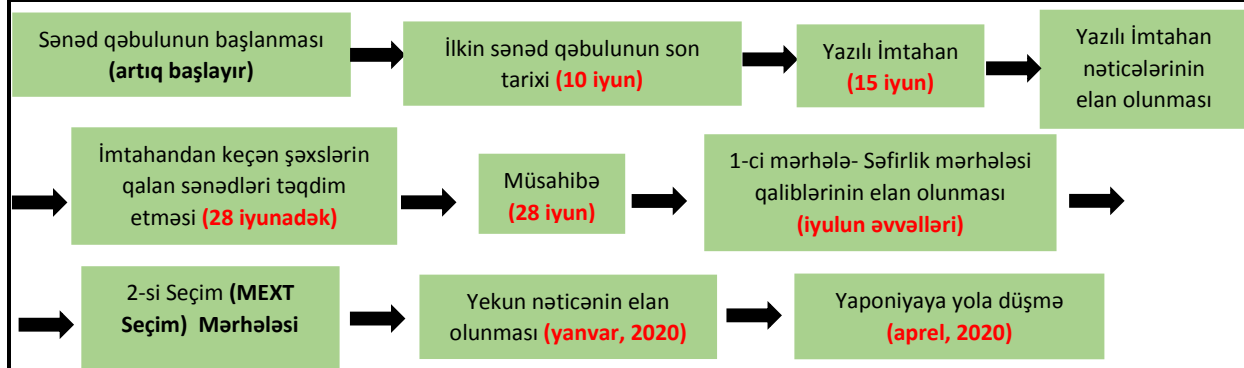 Sənəd qəbulunun başlanması
(artıq başlayır)
İlkin sənəd qəbulunun son
tarixi (10 iyun)
Yazılı İmtahan
(15 iyun)
Yazılı İmtahan
nəticələrinin
elan olunması
İmtahandan keçən şəxslərin
qalan sənədləri təqdim
etməsi (28 iyunadək)
Müsahibə
(28 iyun)
1-ci mərhələ- Səfirlik mərhələsi
qaliblərinin elan olunması
(iyulun əvvəlləri)
2-si Seçim (MEXT
Seçim) Mərhələsi
Yekun nəticənin elan
olunması (yanvar, 2020)
Yaponiyaya yola düşmə
(aprel, 2020)